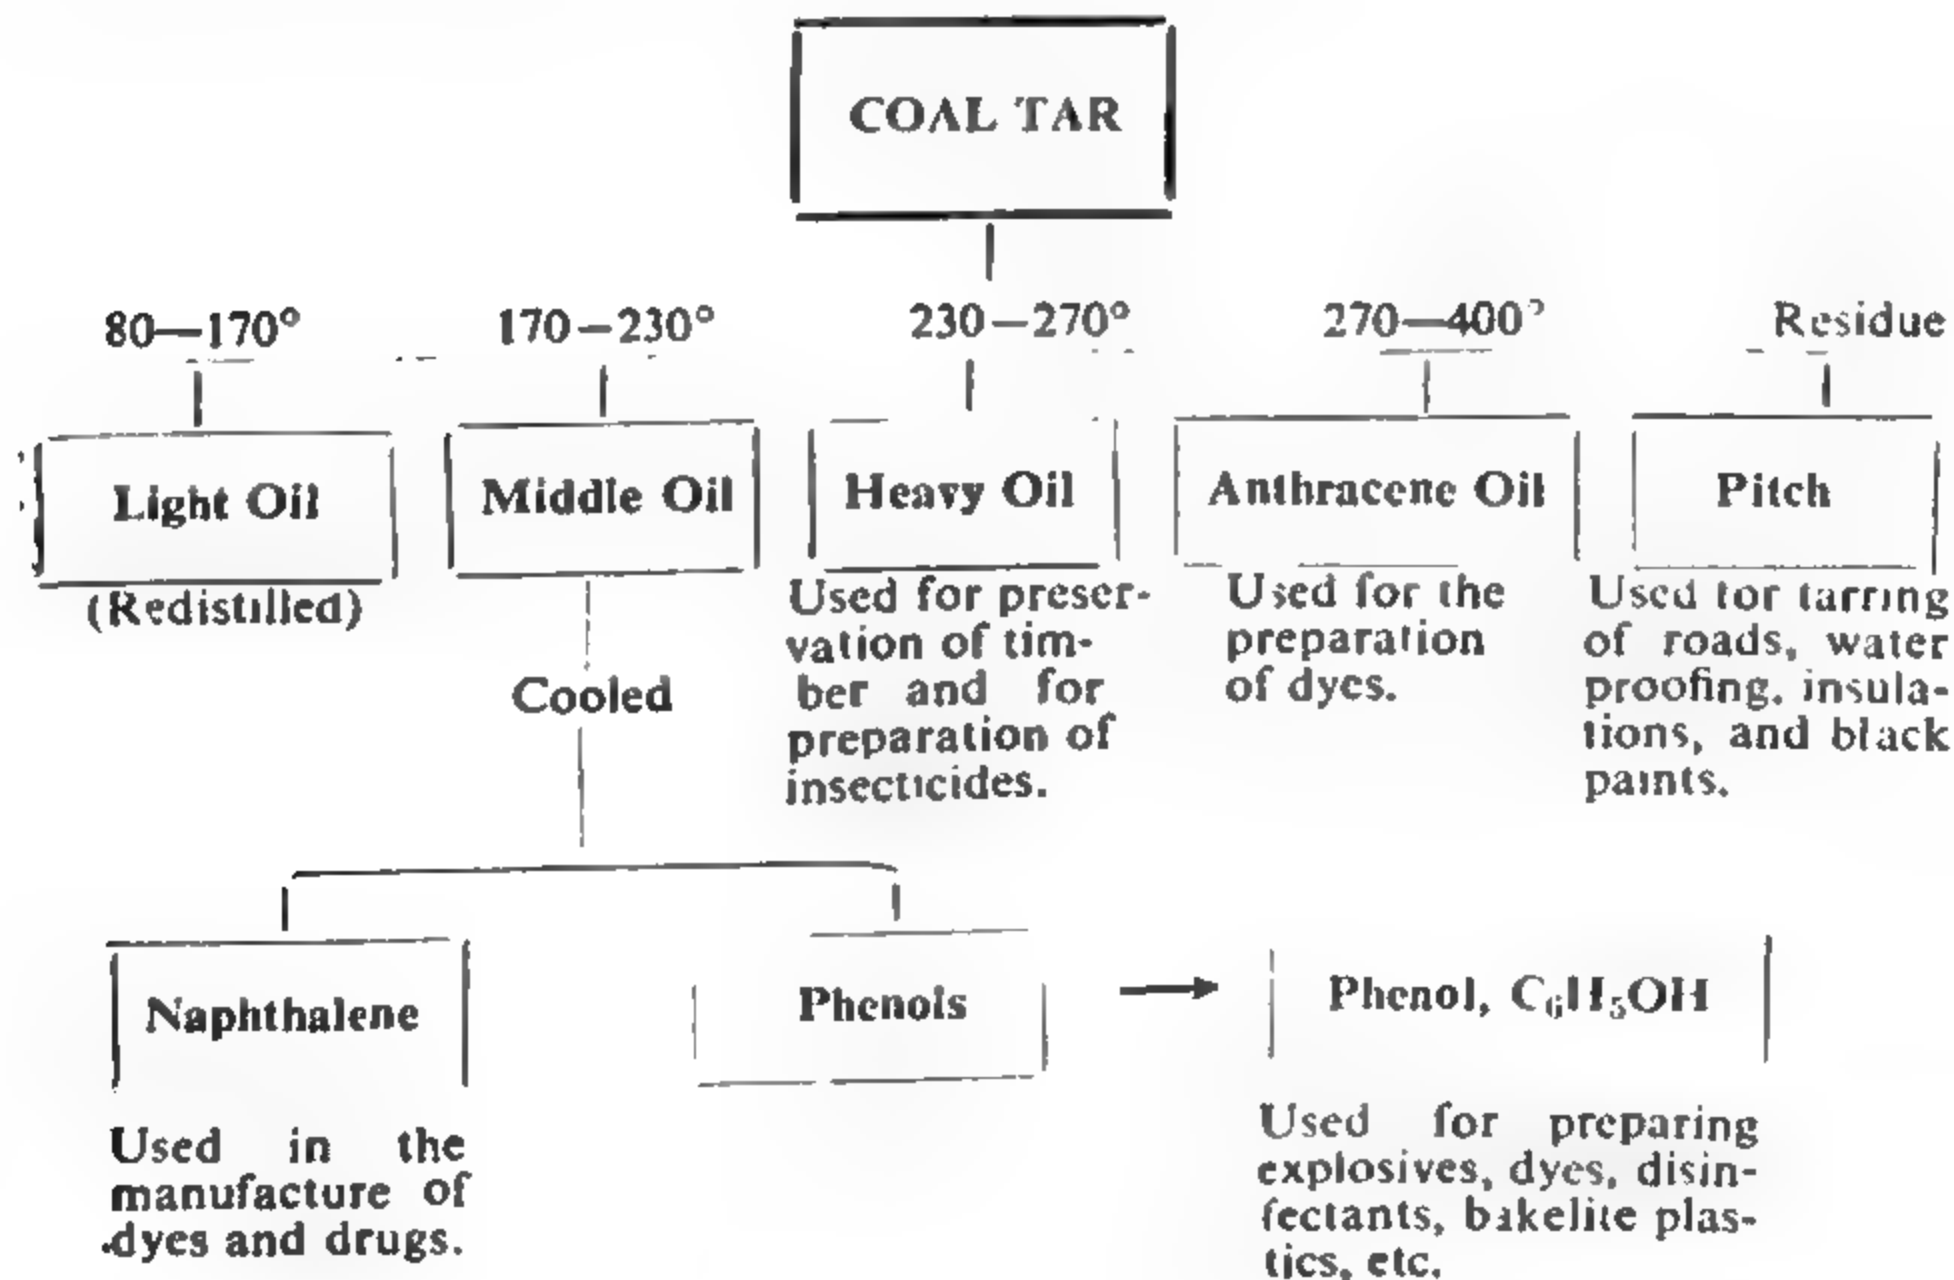 COAL TAR
80—170°
170—230°
230—270°
270—400°
Residue
Light Oil
Middle Oil
Heavy Oil
Anthracene Oil
Pitch
(Redistilled)
Cooled
Used for preser-
vation of tim-
ber and for
preparation of
insecticides.
Used for the
preparation
of dyes.
Used for tarring
of roads, water
proofing, insula-
tions, and black
paints.
Naphthalene
Phenols
Phenol, C₆H₅OH
Used in the
manufacture of
dyes and drugs.
Used for preparing
explosives, dyes, disin-
fectants, bakelite plas-
tics, etc.